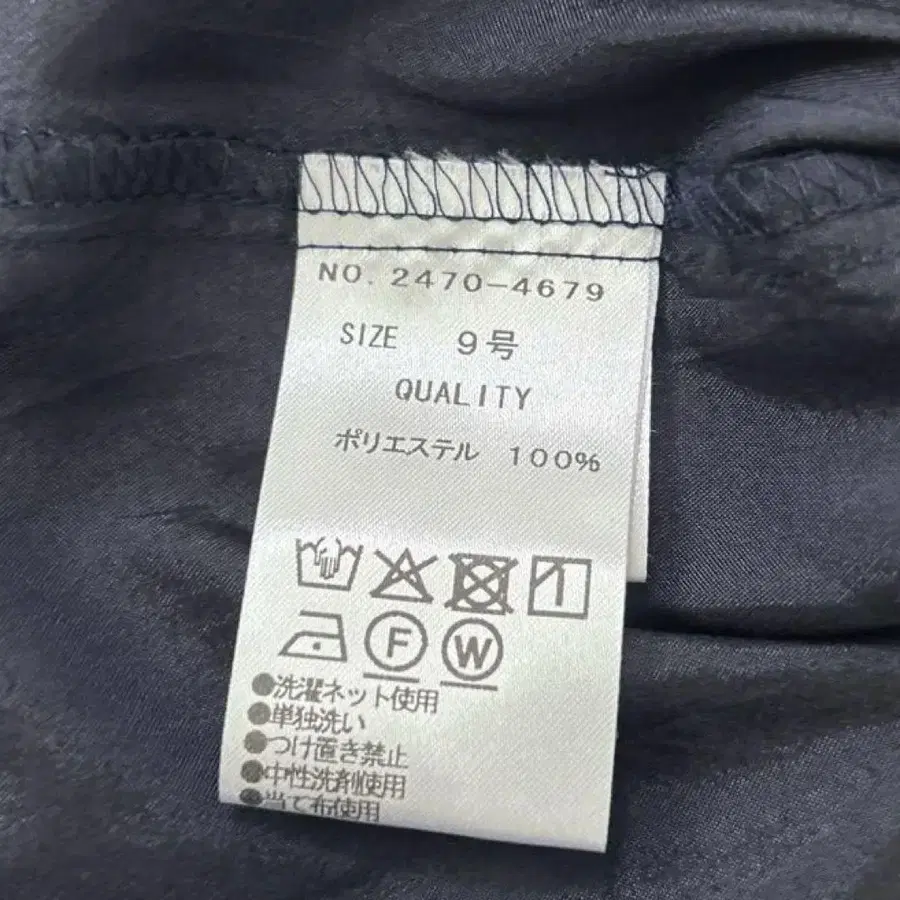 NO. 2470-4679
SIZE 9号
QUALITY
ポリエステル 100%
F W
●洗濯ネット使用
●単独洗い
●つけ置き禁止
●中性洗剤使用
●当て布使用